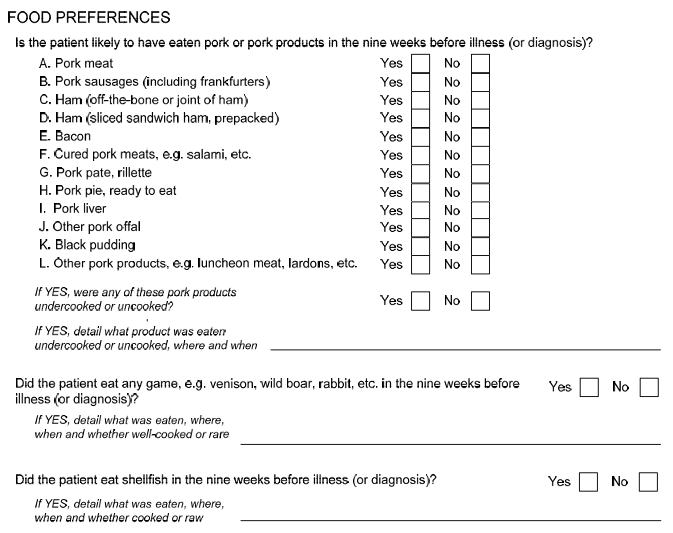 FOOD PREFERENCES
Is the patient likely to have eaten pork or pork products in the nine weeks before illness (or diagnosis)?
A. Pork meat Yes No
B. Pork sausages (including frankfurters) Yes No
C. Ham (off-the-bone or joint of ham) Yes No
D. Ham (sliced sandwich ham, prepacked) Yes No
E. Bacon Yes No
F. Cured pork meats, e.g. salami, etc. Yes No
G. Pork pate, rillette Yes No
H. Pork pie, ready to eat Yes No
I. Pork liver Yes No
J. Other pork offal Yes No
K. Black pudding Yes No
L. Other pork products, e.g. luncheon meat, lardons, etc. Yes No
If YES, were any of these pork products
undercooked or uncooked? Yes No
If YES, detail what product was eaten
undercooked or uncooked, where and when
Did the patient eat any game, e.g. venison, wild boar, rabbit, etc. in the nine weeks before Yes No
illness (or diagnosis)?
If YES, detail what was eaten, where,
when and whether well-cooked or rare
Did the patient eat shellfish in the nine weeks before illness (or diagnosis)? Yes No
If YES, detail what was eaten, where,
when and whether cooked or raw